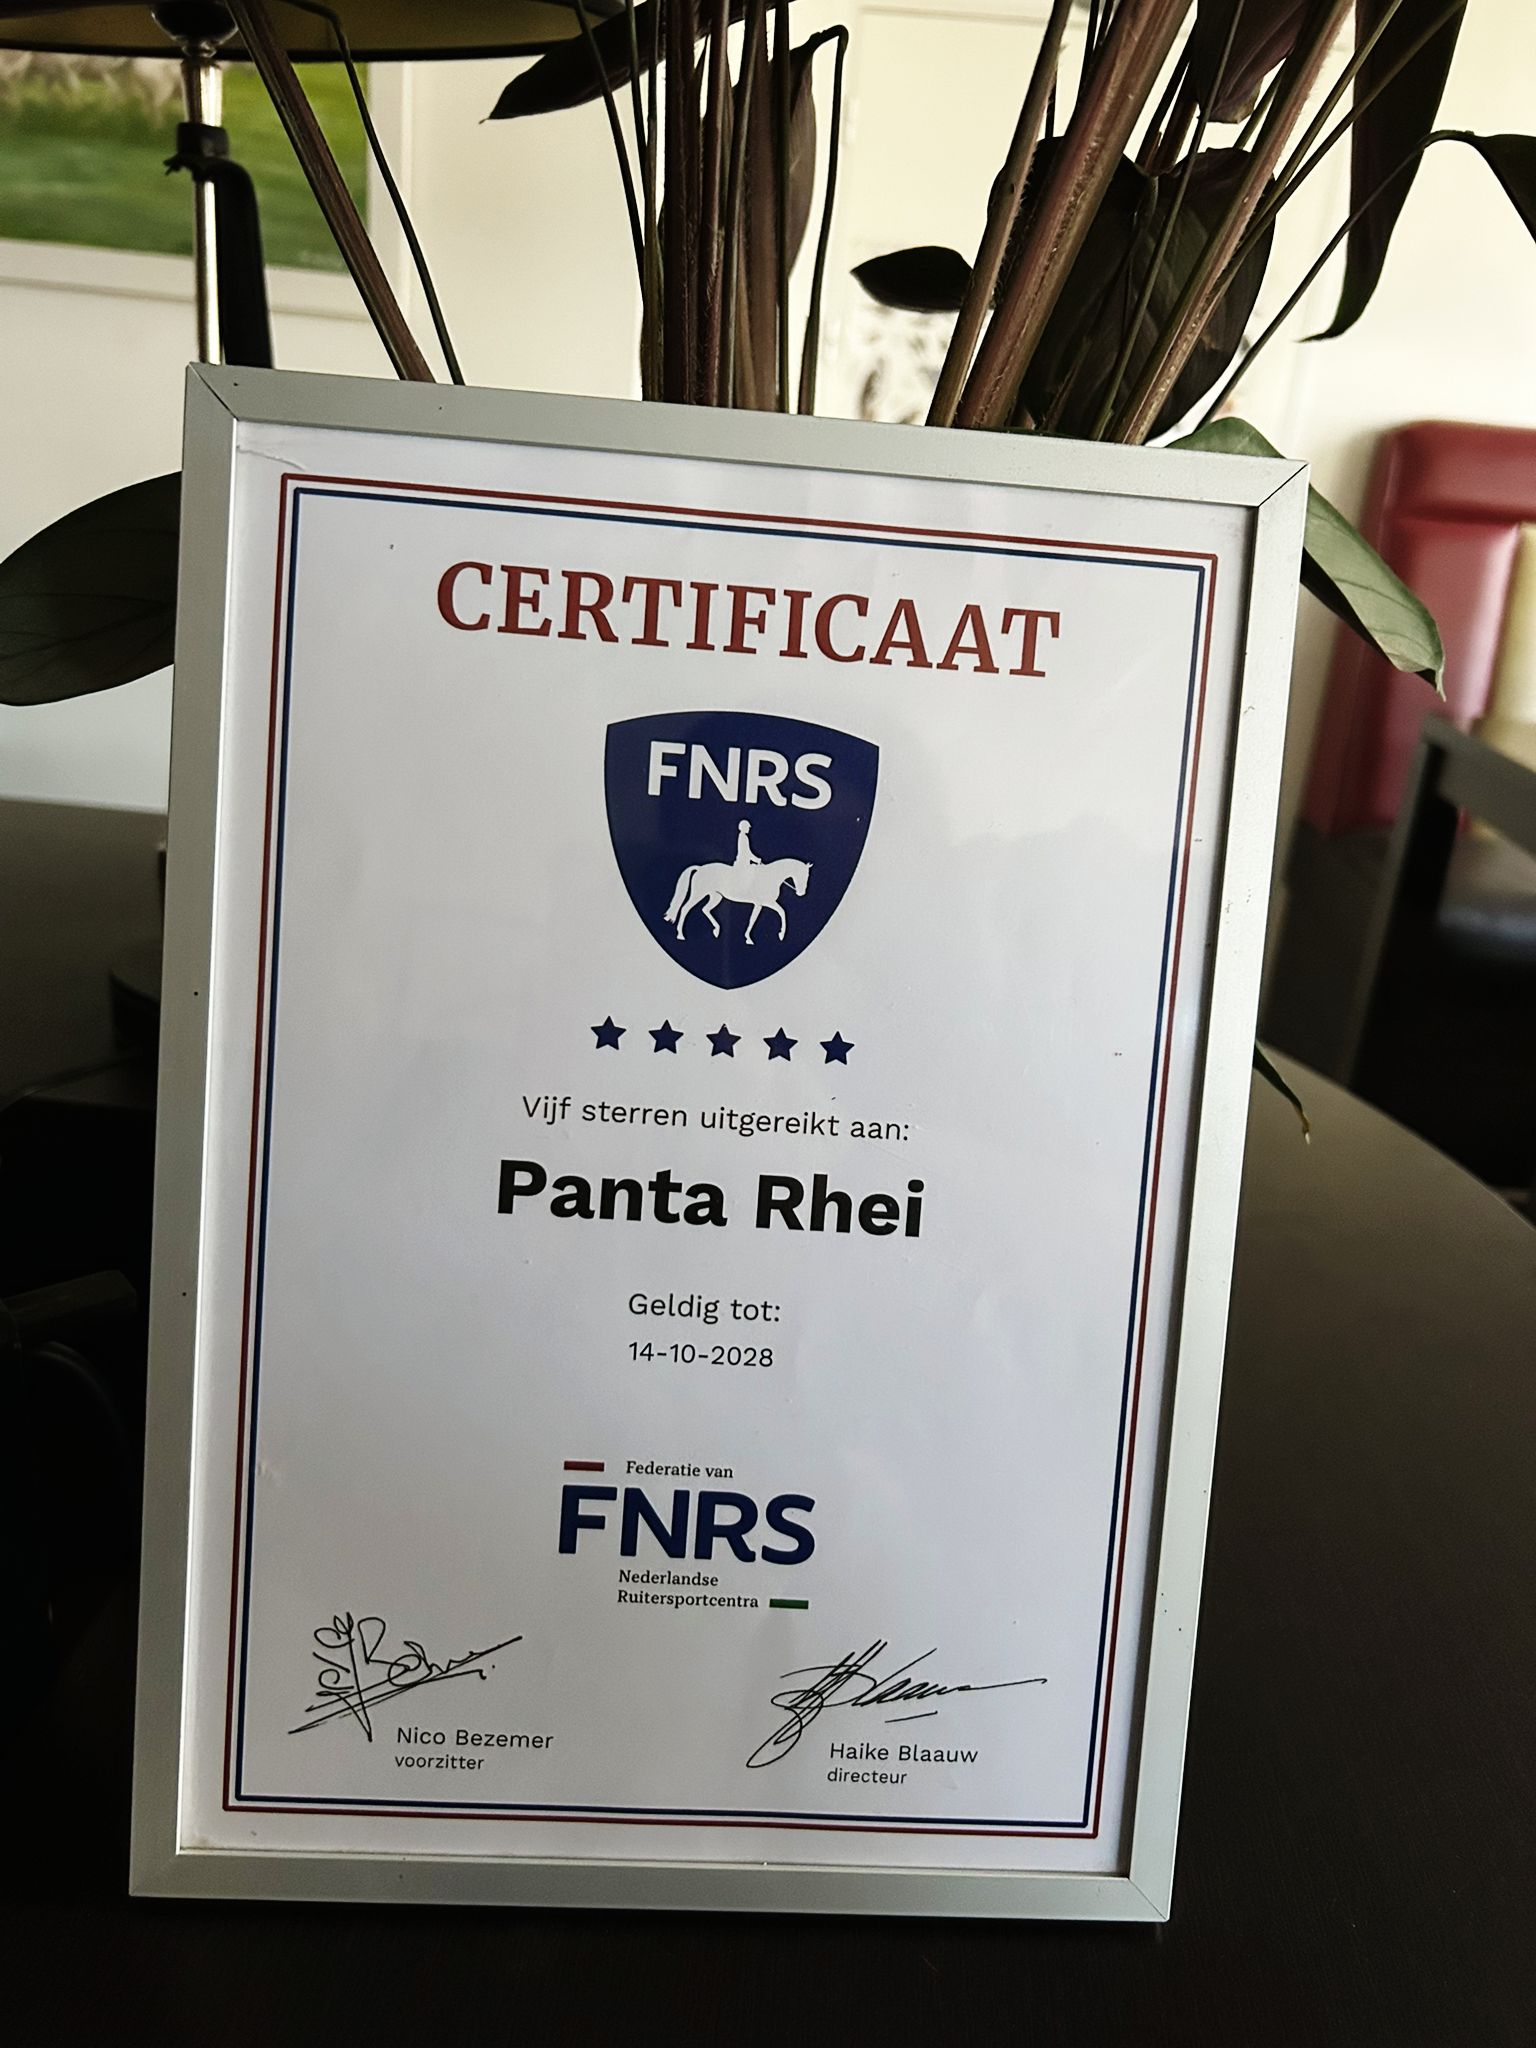 CERTIFICAAT
FNRS
Vijf sterren uitgereikt aan:
Panta Rhei
Geldig tot:
14-10-2028
Federatie van
FNRS
Nederlandse
Ruitersportcentra
Nico Bezemer
voorzitter
Haike Blaauw
directeur